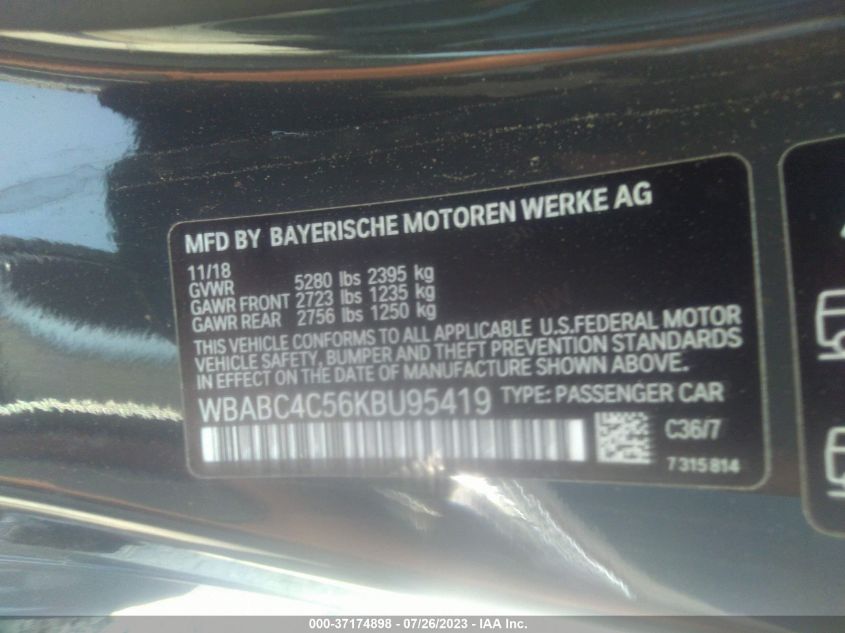 MFD BY BAYERISCHE MOTOREN WERKE AG
11/18
GVWR 5280 lbs 2395 kg
GAWR FRONT 2723 lbs 1235 kg
GAWR REAR 2756 lbs 1250 kg
THIS VEHICLE CONFORMS TO ALL APPLICABLE U.S.FEDERAL MOTOR
VEHICLE SAFETY, BUMPER AND THEFT PREVENTION STANDARDS
IN EFFECT ON THE DATE OF MANUFACTURE SHOWN ABOVE.
WBABC4C56KBU95419 TYPE: PASSENGER CAR
C36/7
7315814
000-37174898 - 07/26/2023 - IAA Inc.